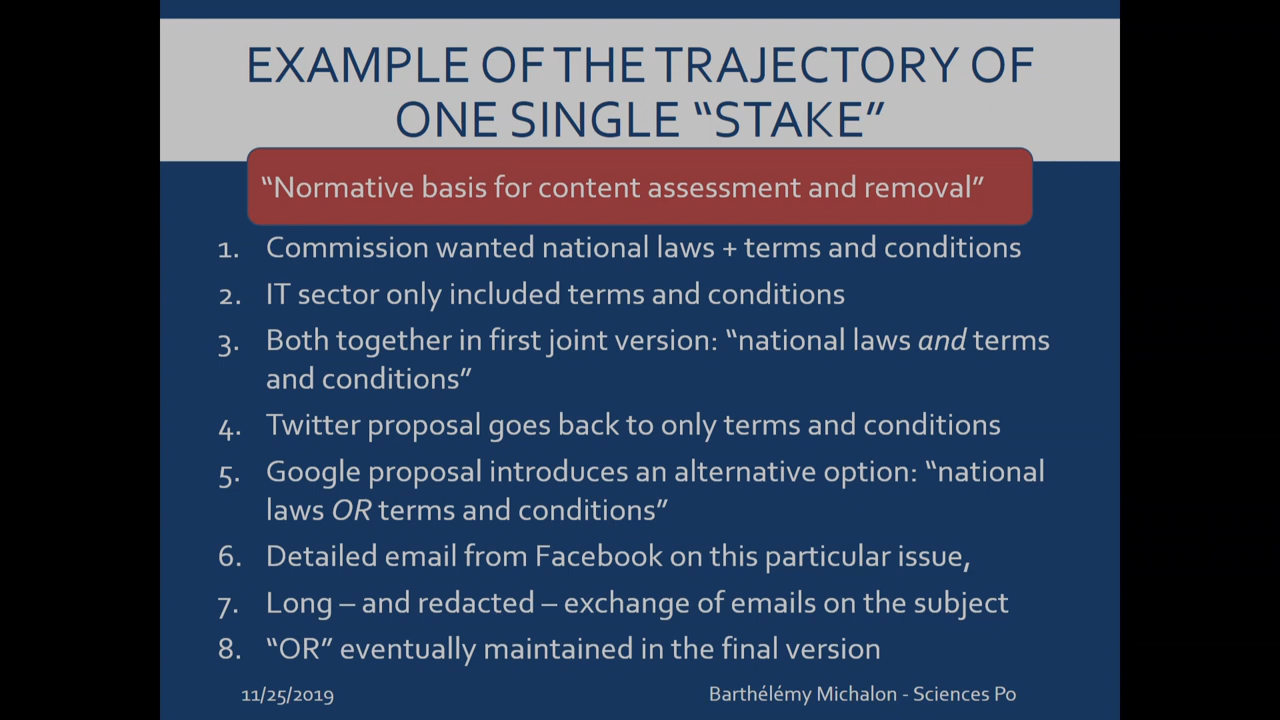 EXAMPLE OF THE TRAJECTORY OF
ONE SINGLE “STAKE”
“Normative basis for content assessment and removal”
1. Commission wanted national laws + terms and conditions
2. IT sector only included terms and conditions
3. Both together in first joint version: “national laws and terms
and conditions”
4. Twitter proposal goes back to only terms and conditions
5. Google proposal introduces an alternative option: “national
laws OR terms and conditions”
6. Detailed email from Facebook on this particular issue,
7. Long – and redacted – exchange of emails on the subject
8. “OR” eventually maintained in the final version
11/25/2019 Barthélémy Michalon - Sciences Po